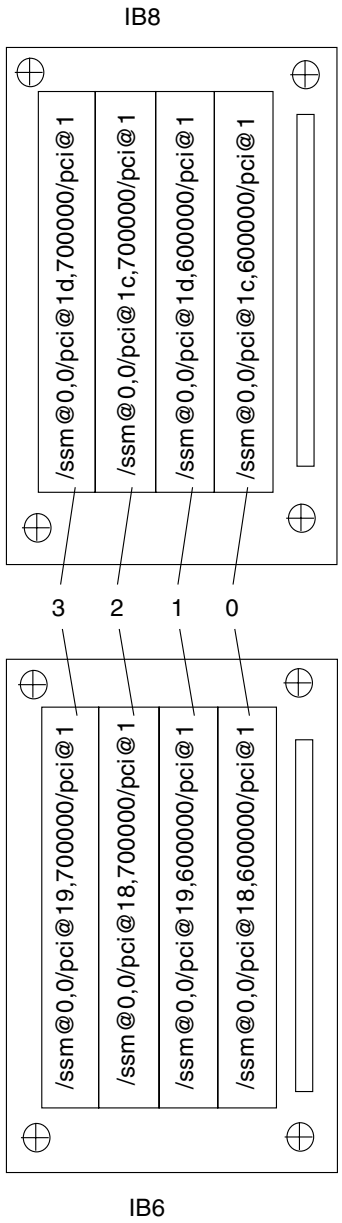 IB8
/ssm@0,0/pci@1d,700000/pci@1
/ssm@0,0/pci@1c,700000/pci@1
/ssm@0,0/pci@1d,600000/pci@1
/ssm@0,0/pci@1c,600000/pci@1
3 2 1 0
/ssm@0,0/pci@19,700000/pci@1
/ssm@0,0/pci@18,700000/pci@1
/ssm@0,0/pci@19,600000/pci@1
/ssm@0,0/pci@18,600000/pci@1
IB6